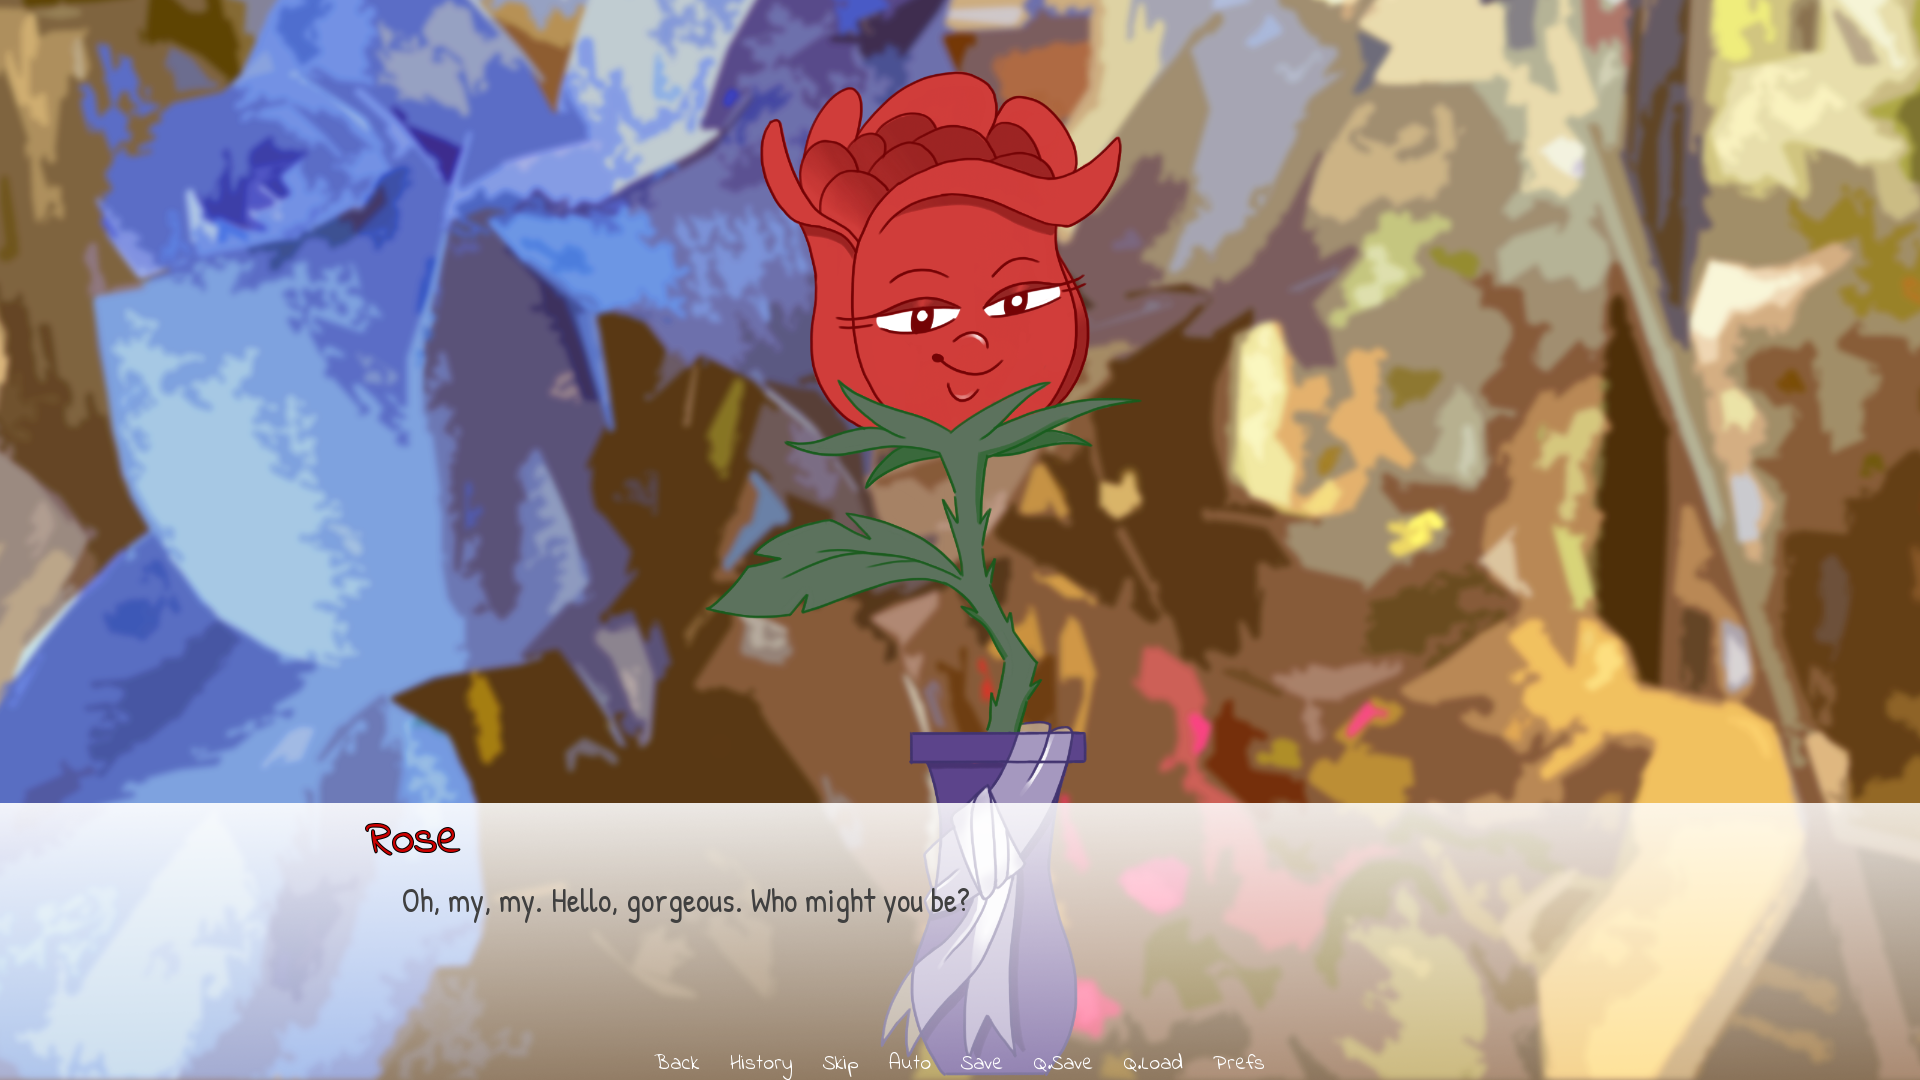 Rose
Oh, my, my. Hello, gorgeous. Who might you be?
Back History Skip Auto Save Q.Save Q.Load Prefs